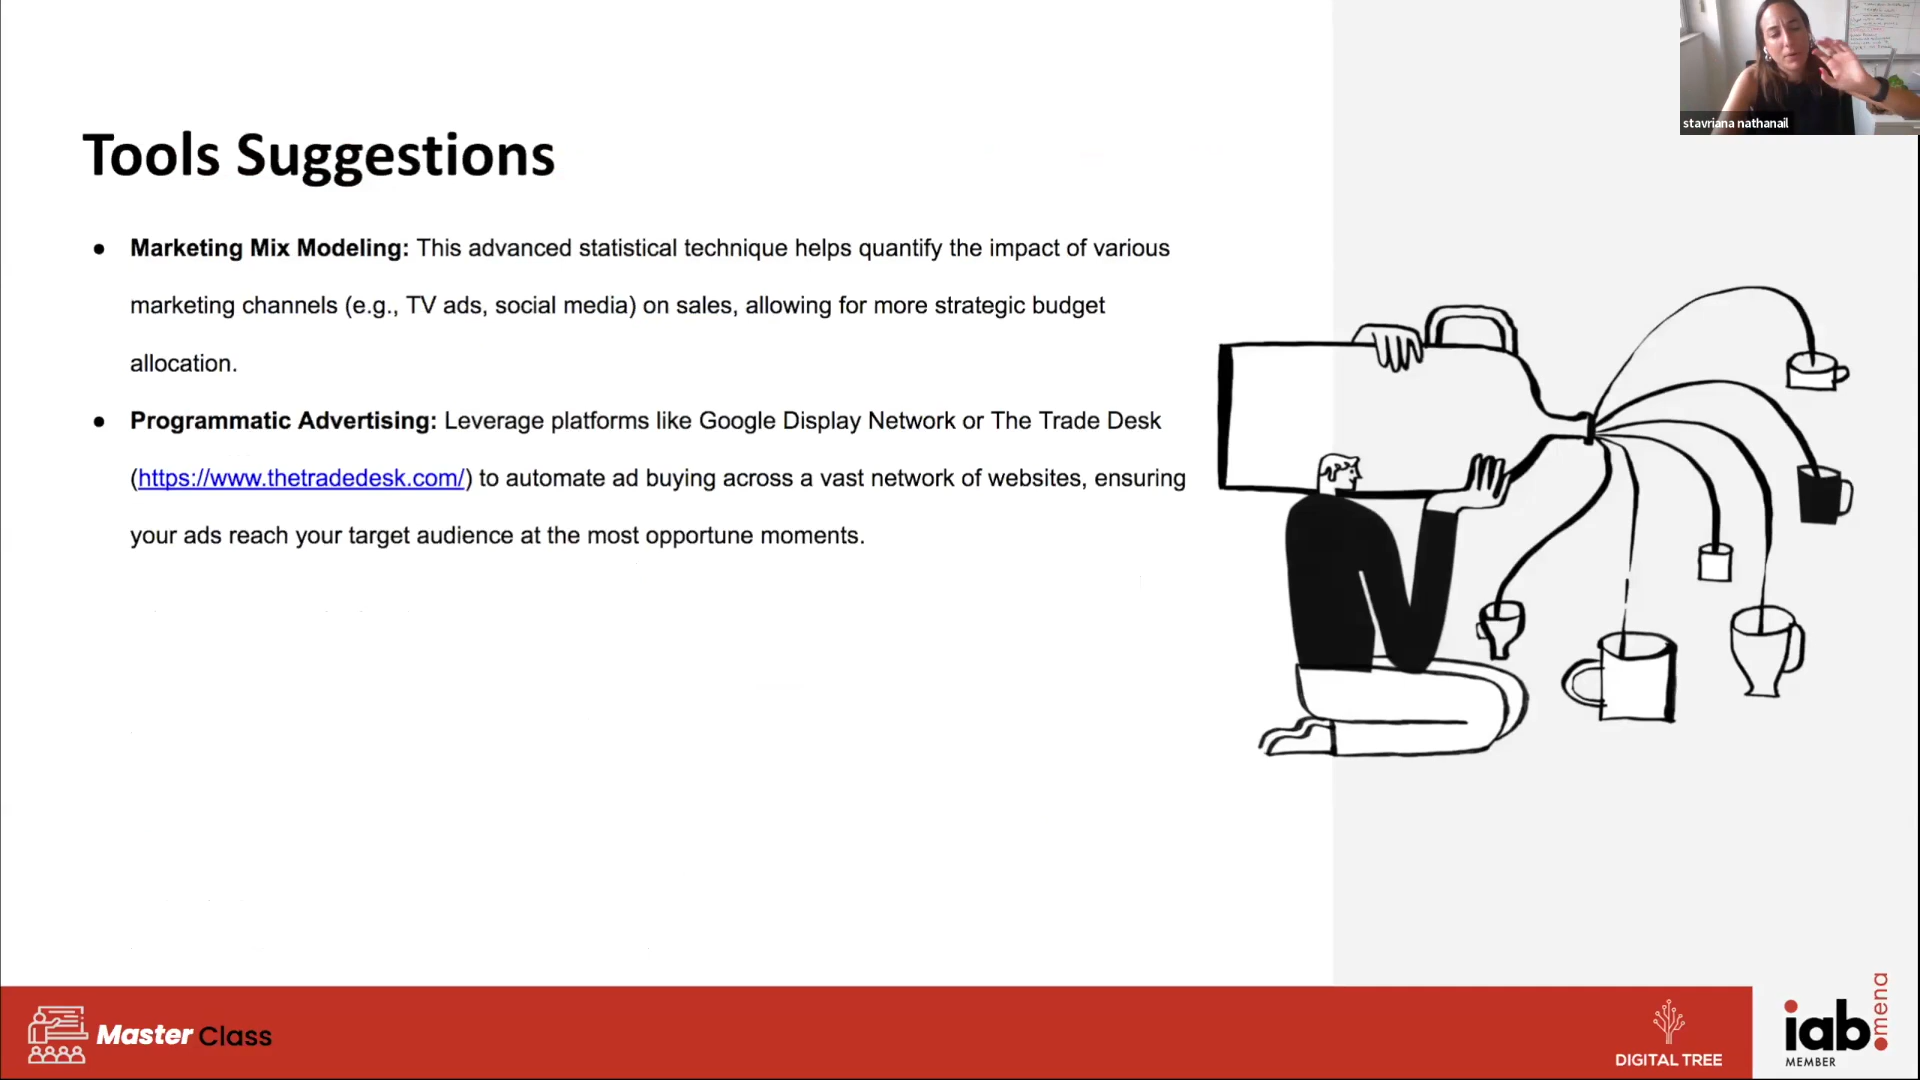 stavriana nathanail
Tools Suggestions
● Marketing Mix Modeling: This advanced statistical technique helps quantify the impact of various
marketing channels (e.g., TV ads, social media) on sales, allowing for more strategic budget
allocation.
● Programmatic Advertising: Leverage platforms like Google Display Network or The Trade Desk
(https://www.thetradedesk.com/) to automate ad buying across a vast network of websites, ensuring
your ads reach your target audience at the most opportune moments.
Master Class
DIGITAL TREE
iab.mena
MEMBER